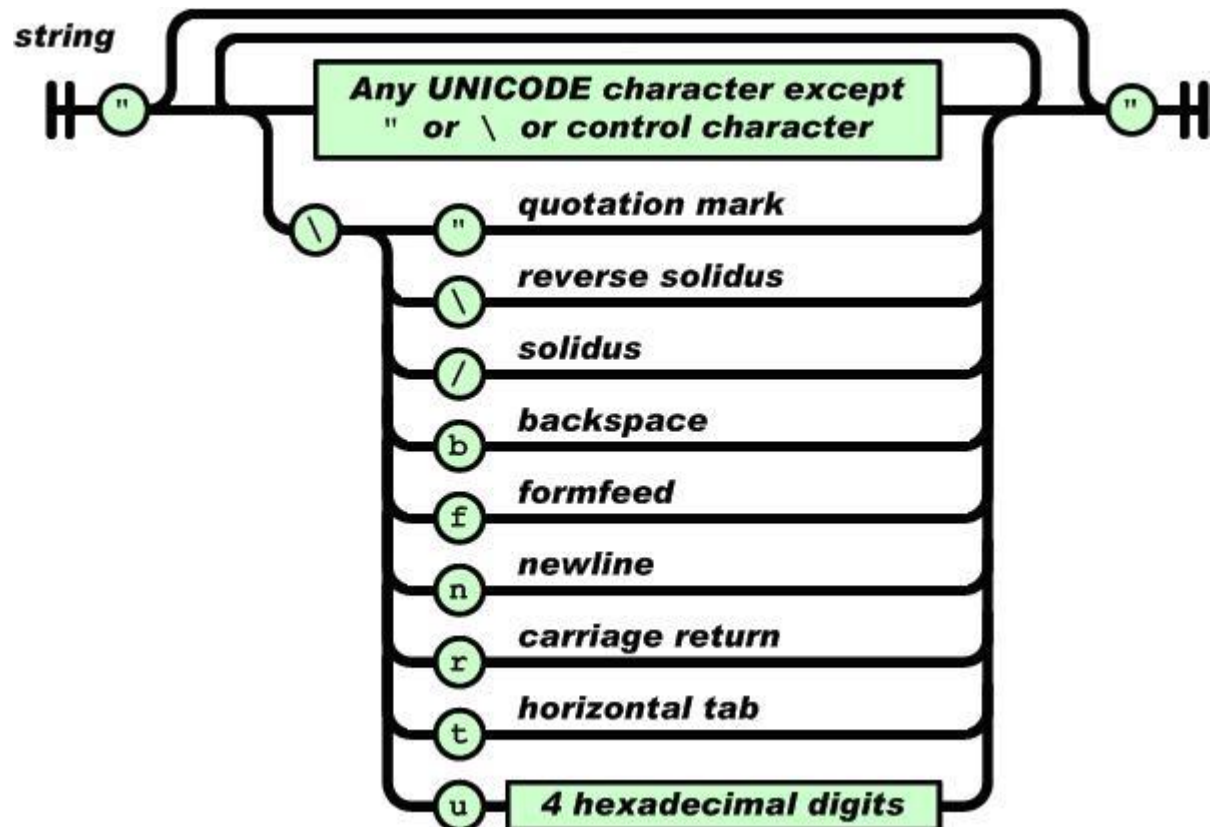 string
" Any UNICODE character except "
" or \ or control character
\ " quotation mark
\ reverse solidus
/ solidus
b backspace
f formfeed
n newline
r carriage return
t horizontal tab
u 4 hexadecimal digits